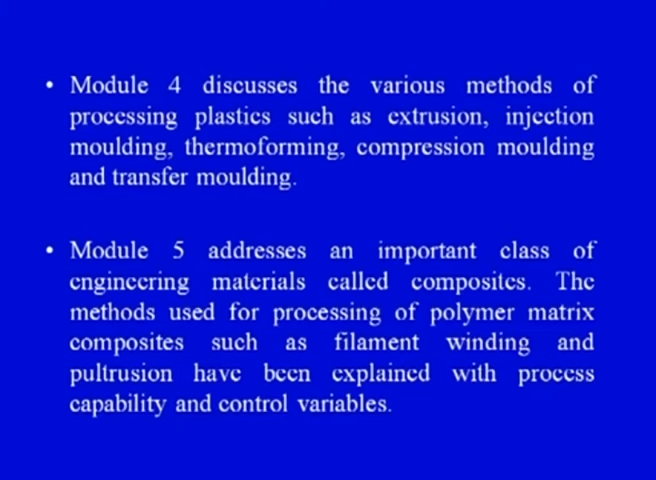 • Module 4 discusses the various methods of
processing plastics such as extrusion, injection
moulding, thermoforming, compression moulding
and transfer moulding.
• Module 5 addresses an important class of
engineering materials called composites. The
methods used for processing of polymer matrix
composites such as filament winding and
pultrusion have been explained with process
capability and control variables.